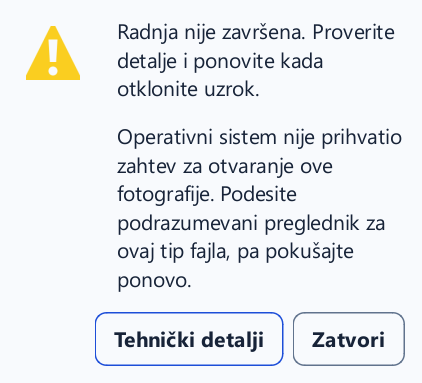 Radnja nije završena. Proverite
detalje i ponovite kada
otklonite uzrok.
Operativni sistem nije prihvatio
zahtev za otvaranje ove
fotografije. Podesite
podrazumevani preglednik za
ovaj tip fajla, pa pokušajte
ponovo.
Tehnički detalji
Zatvori